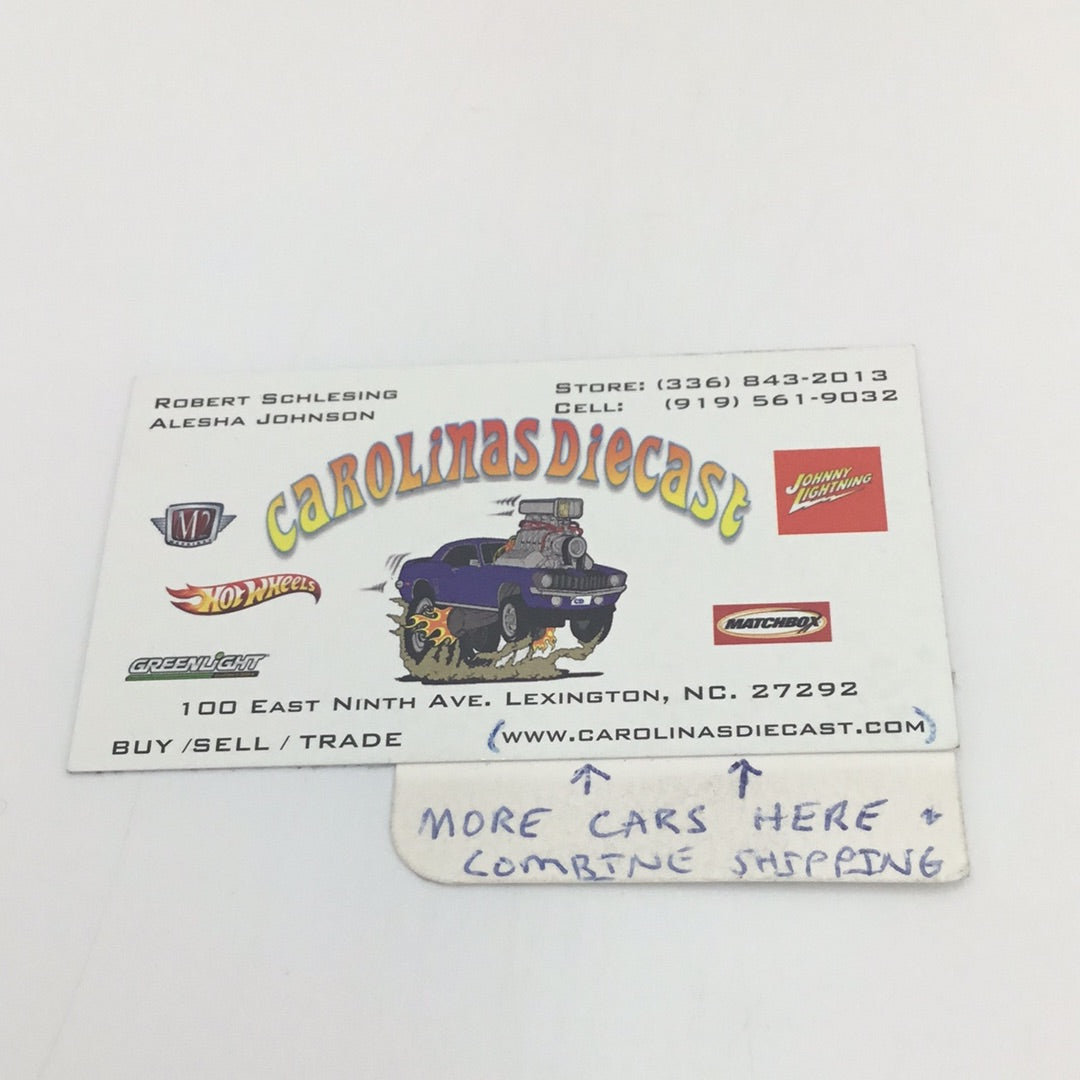 ROBERT SCHLESING
ALESHA JOHNSON
STORE: (336) 843-2013
CELL: (919) 561-9032
CAROLINAS DIECAST
M2
HOT WHEELS
GREENLIGHT
JOHNNY
LIGHTNING
MATCHBOX
CD
100 EAST NINTH AVE. LEXINGTON, NC. 27292
BUY /SELL / TRADE
(WWW.CAROLINASDIECAST.COM)
MORE CARS HERE +
COMBINE SHIPPING